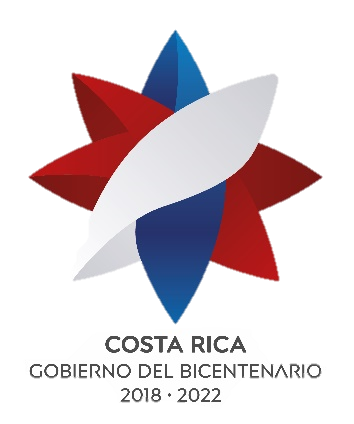 COSTA RICA
GOBIERNO DEL BICENTENARIO
2018 · 2022